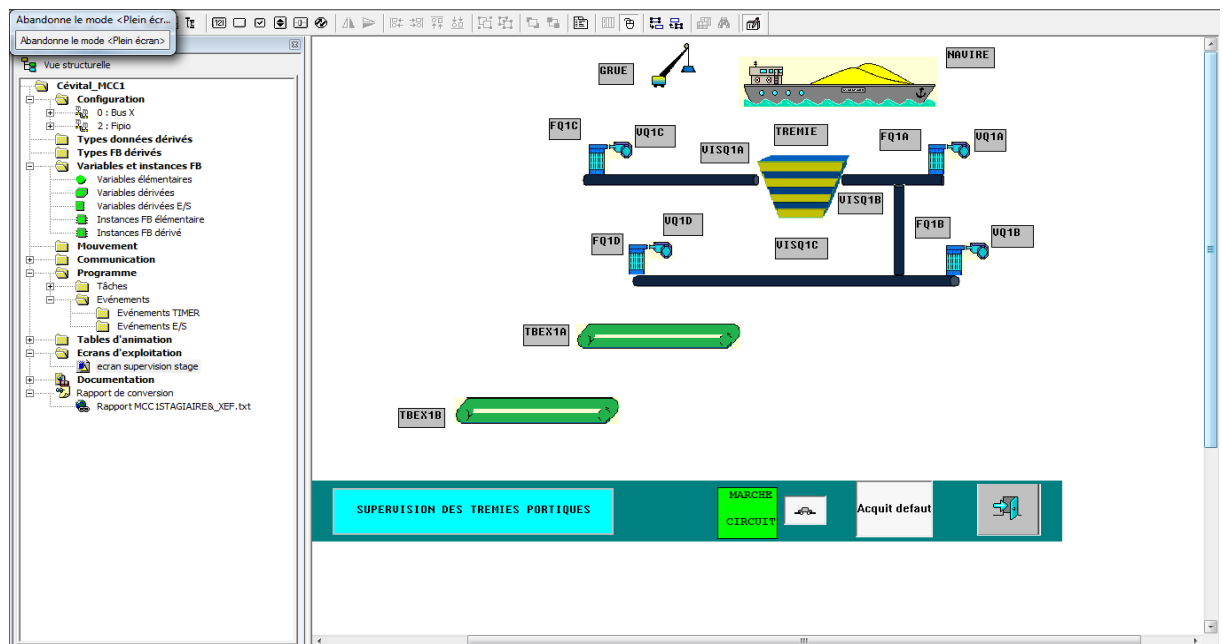 Abandonne le mode <Plein écr...
Abandonne le mode <Plein écran>
Vue structurelle
Cévital_MCC1
Configuration
0 : Bus X
2 : Fipio
Types données dérivés
Types FB dérivés
Variables et instances FB
Variables élémentaires
Variables dérivées
Variables dérivées E/S
Instances FB élémentaire
Instances FB dérivé
Mouvement
Communication
Programme
Tâches
Evénements
Evénements TIMER
Evénements E/S
Tables d'animation
Ecrans d'exploitation
ecran supervision stage
Documentation
Rapport de conversion
Rapport MCC1STAGIAIRE&_XEF.txt
GRUE
NAVIRE
FQ1C
VQ1C
TREMIE
FQ1A
VQ1A
VISQ1A
VISQ1B
VQ1D
FQ1B
FQ1D
VISQ1C
VQ1B
TBEX1A
TBEX1B
SUPERVISION DES TREMIES PORTIQUES
MARCHE
CIRCUIT
Acquit defaut